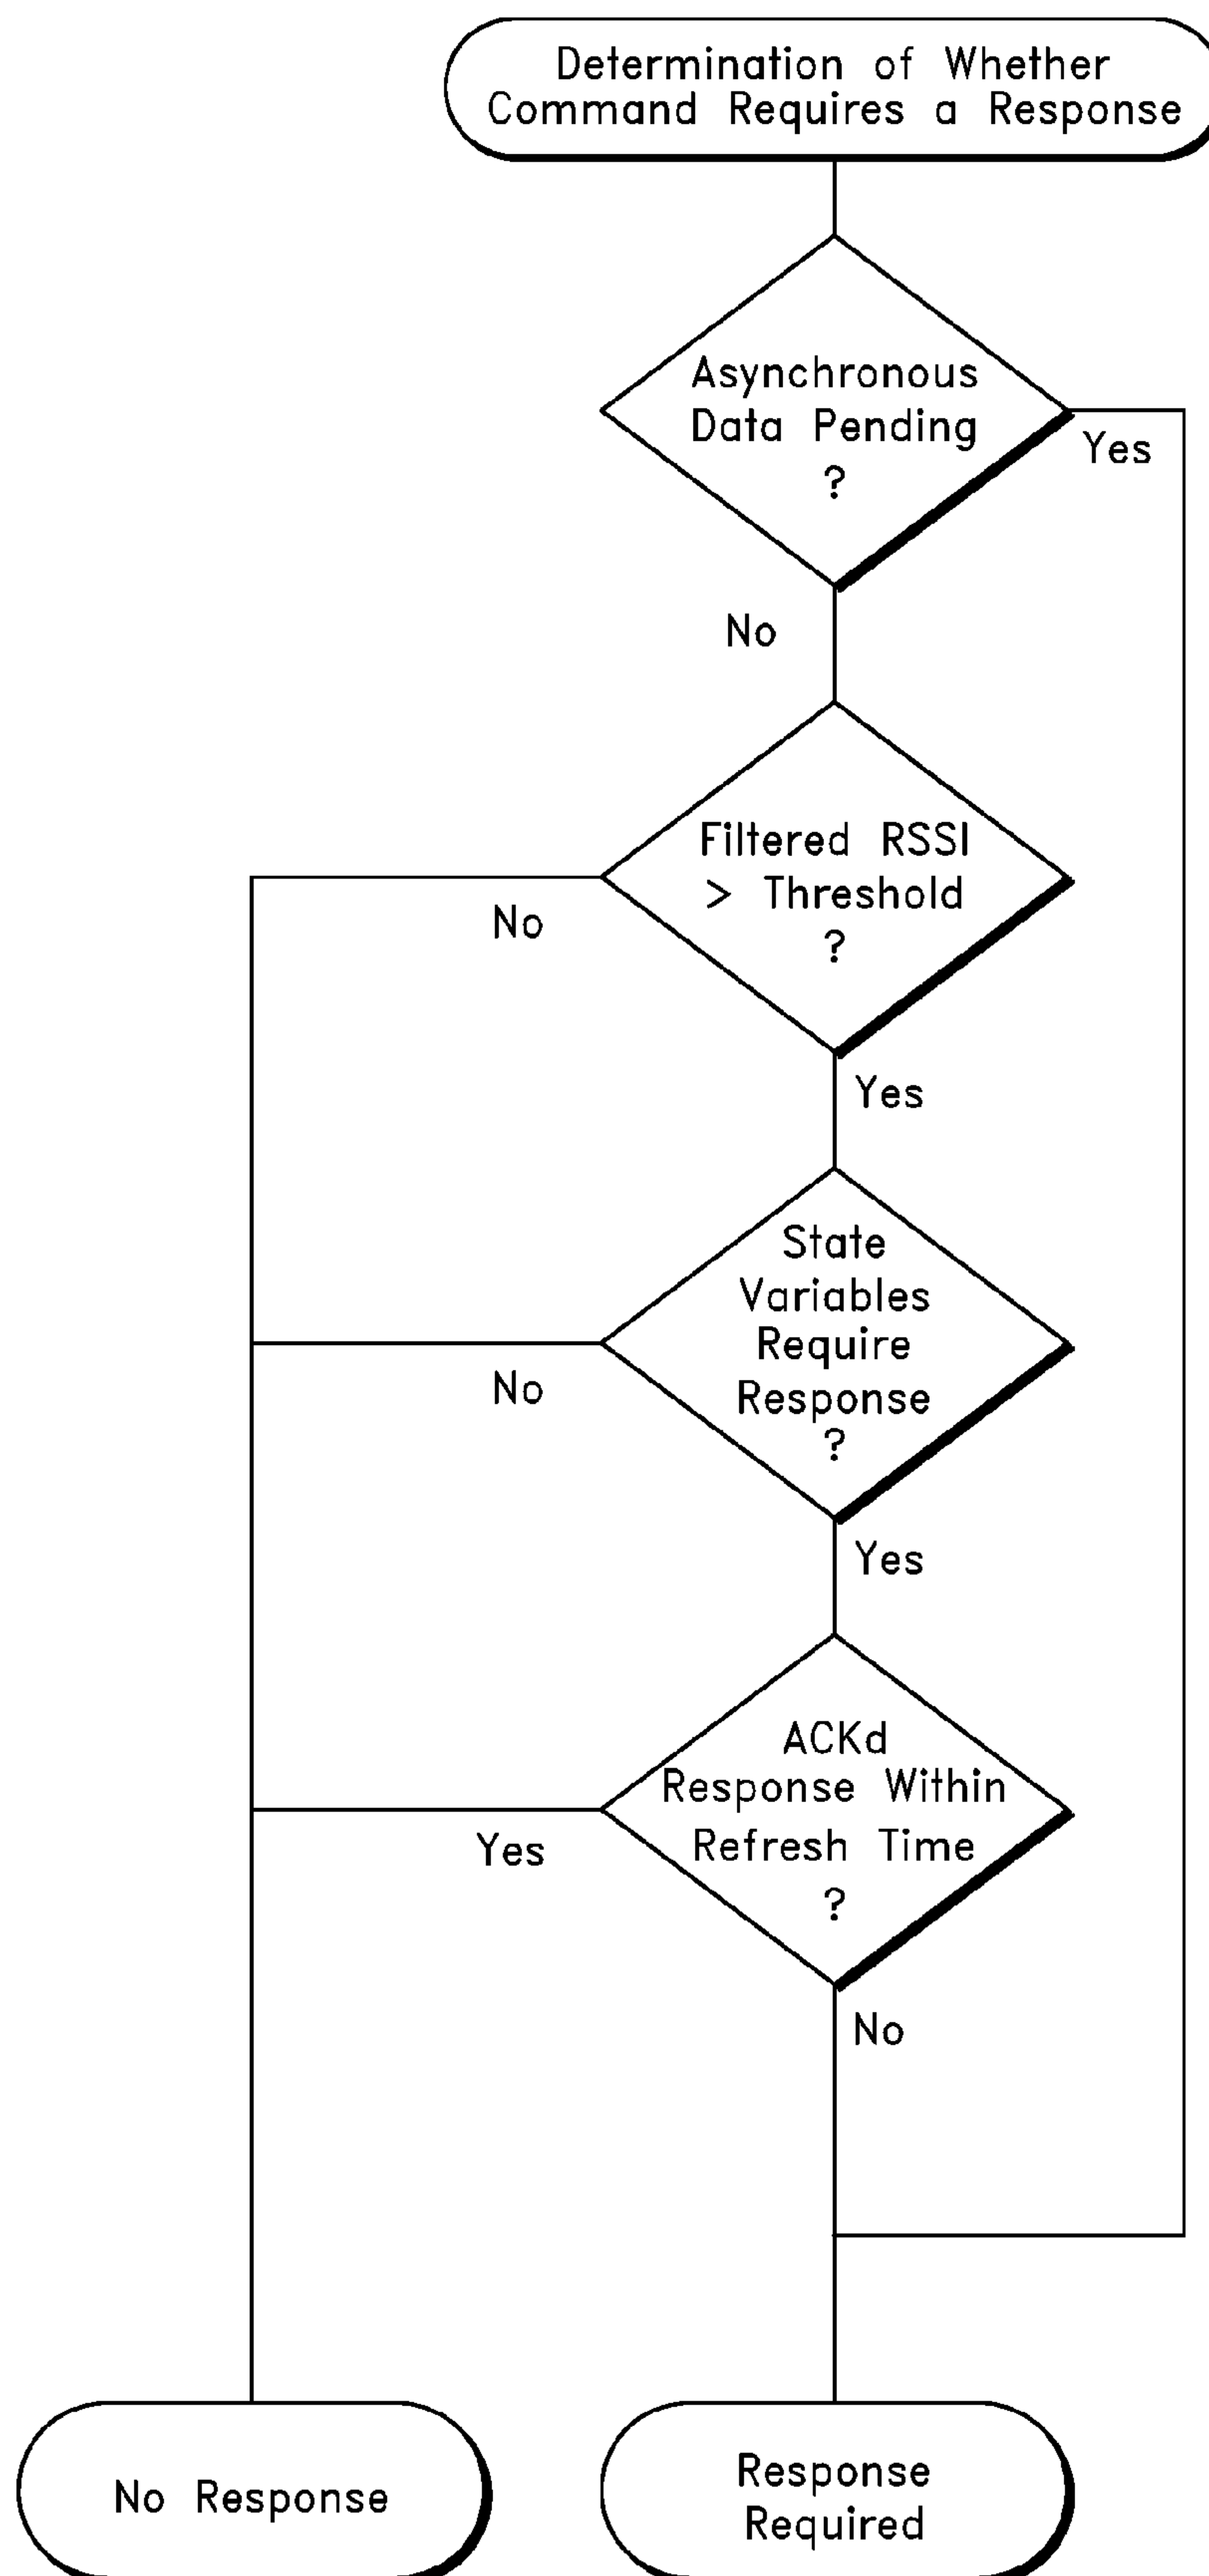 Determination of Whether
Command Requires a Response
Asynchronous
Data Pending
?
Yes
No
Filtered RSSI
> Threshold
?
No
Yes
State
Variables
Require
Response
?
No
Yes
ACKd
Response Within
Refresh Time
?
Yes
No
No Response
Response
Required